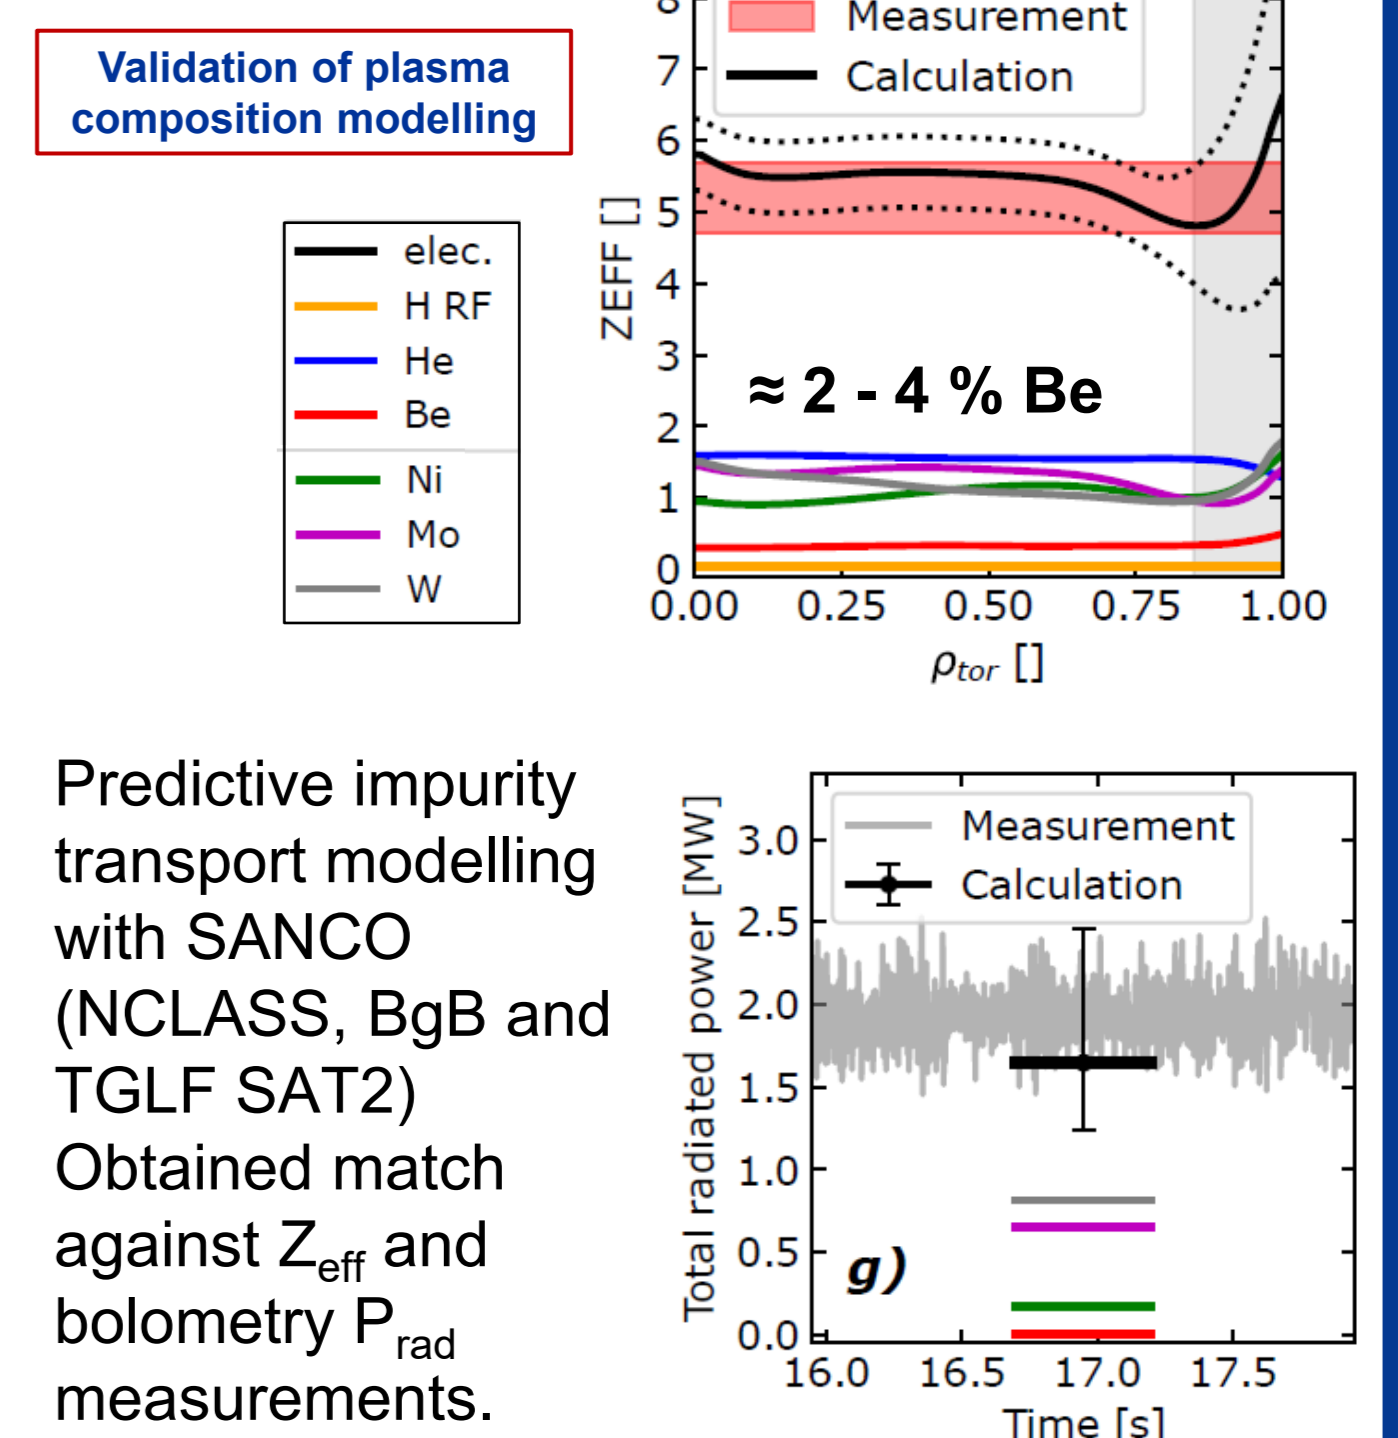 Validation of plasma
composition modelling
elec.
H RF
He
Be
Ni
Mo
W
8
7
6
5
4
3
2
1
0
ZEFF []
Measurement
Calculation
≈ 2 - 4 % Be
0.00 0.25 0.50 0.75 1.00
ρtor []
Predictive impurity
transport modelling
with SANCO
(NCLASS, BgB and
TGLF SAT2)
Obtained match
against Zeff and
bolometry Prad
measurements.
Total radiated power [MW]
3.0
2.5
2.0
1.5
1.0
0.5
0.0
Measurement
Calculation
g)
16.0 16.5 17.0 17.5
Time [s]